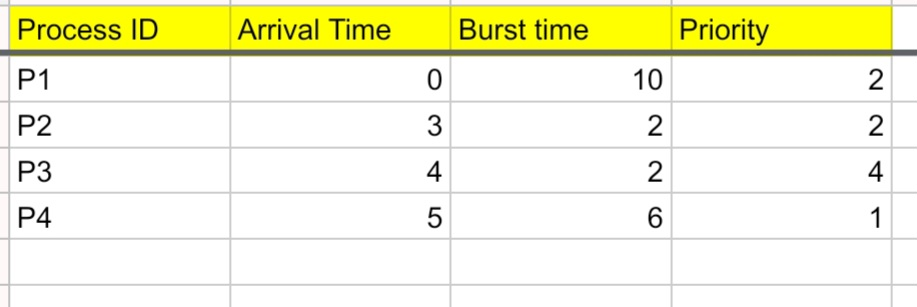 Process ID Arrival Time Burst time Priority
P1 0 10 2
P2 3 2 2
P3 4 2 4
P4 5 6 1